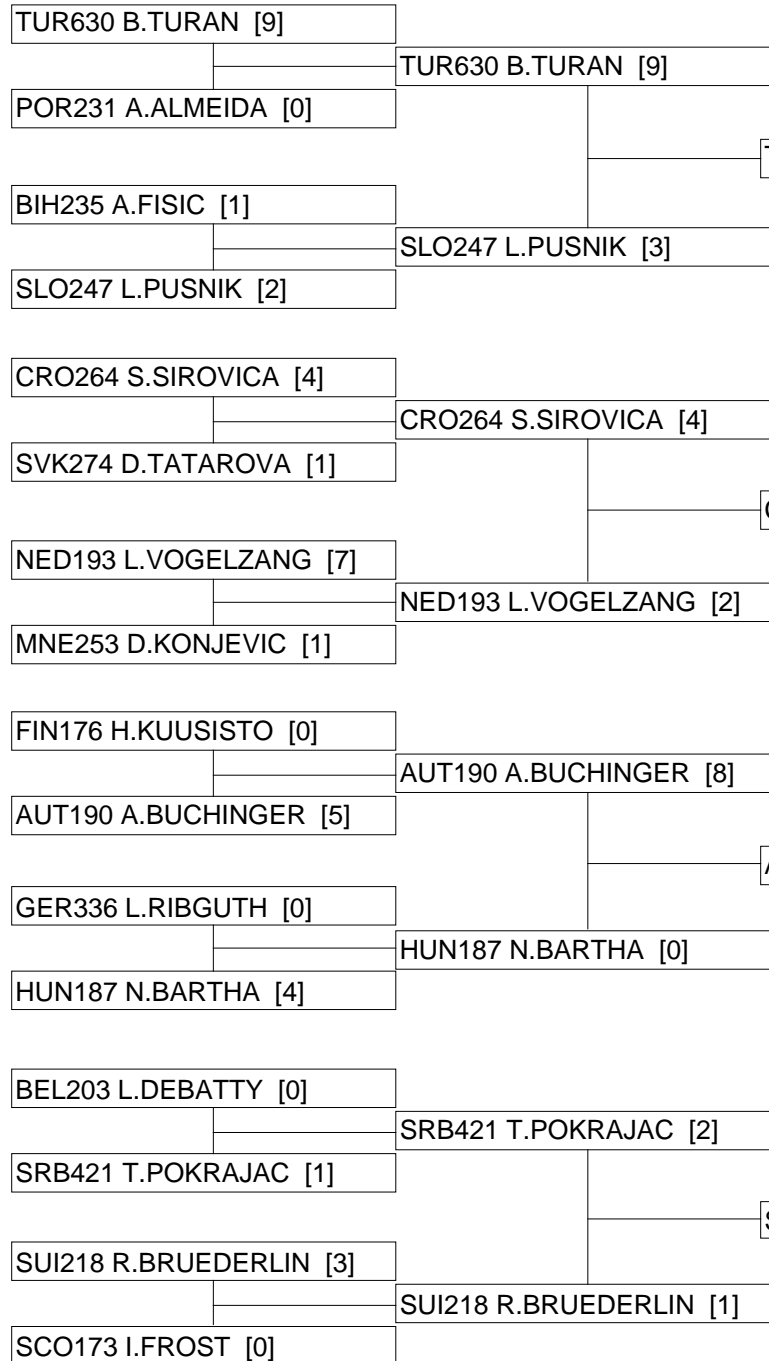 TUR630 B.TURAN [9]
TUR630 B.TURAN [9]
POR231 A.ALMEIDA [0]
BIH235 A.FISIC [1]
SLO247 L.PUSNIK [3]
SLO247 L.PUSNIK [2]
CRO264 S.SIROVICA [4]
CRO264 S.SIROVICA [4]
SVK274 D.TATAROVA [1]
NED193 L.VOGELZANG [7]
NED193 L.VOGELZANG [2]
MNE253 D.KONJEVIC [1]
FIN176 H.KUUSISTO [0]
AUT190 A.BUCHINGER [8]
AUT190 A.BUCHINGER [5]
GER336 L.RIBGUTH [0]
HUN187 N.BARTHA [0]
HUN187 N.BARTHA [4]
BEL203 L.DEBATTY [0]
SRB421 T.POKRAJAC [2]
SRB421 T.POKRAJAC [1]
SUI218 R.BRUEDERLIN [3]
SUI218 R.BRUEDERLIN [1]
SCO173 I.FROST [0]